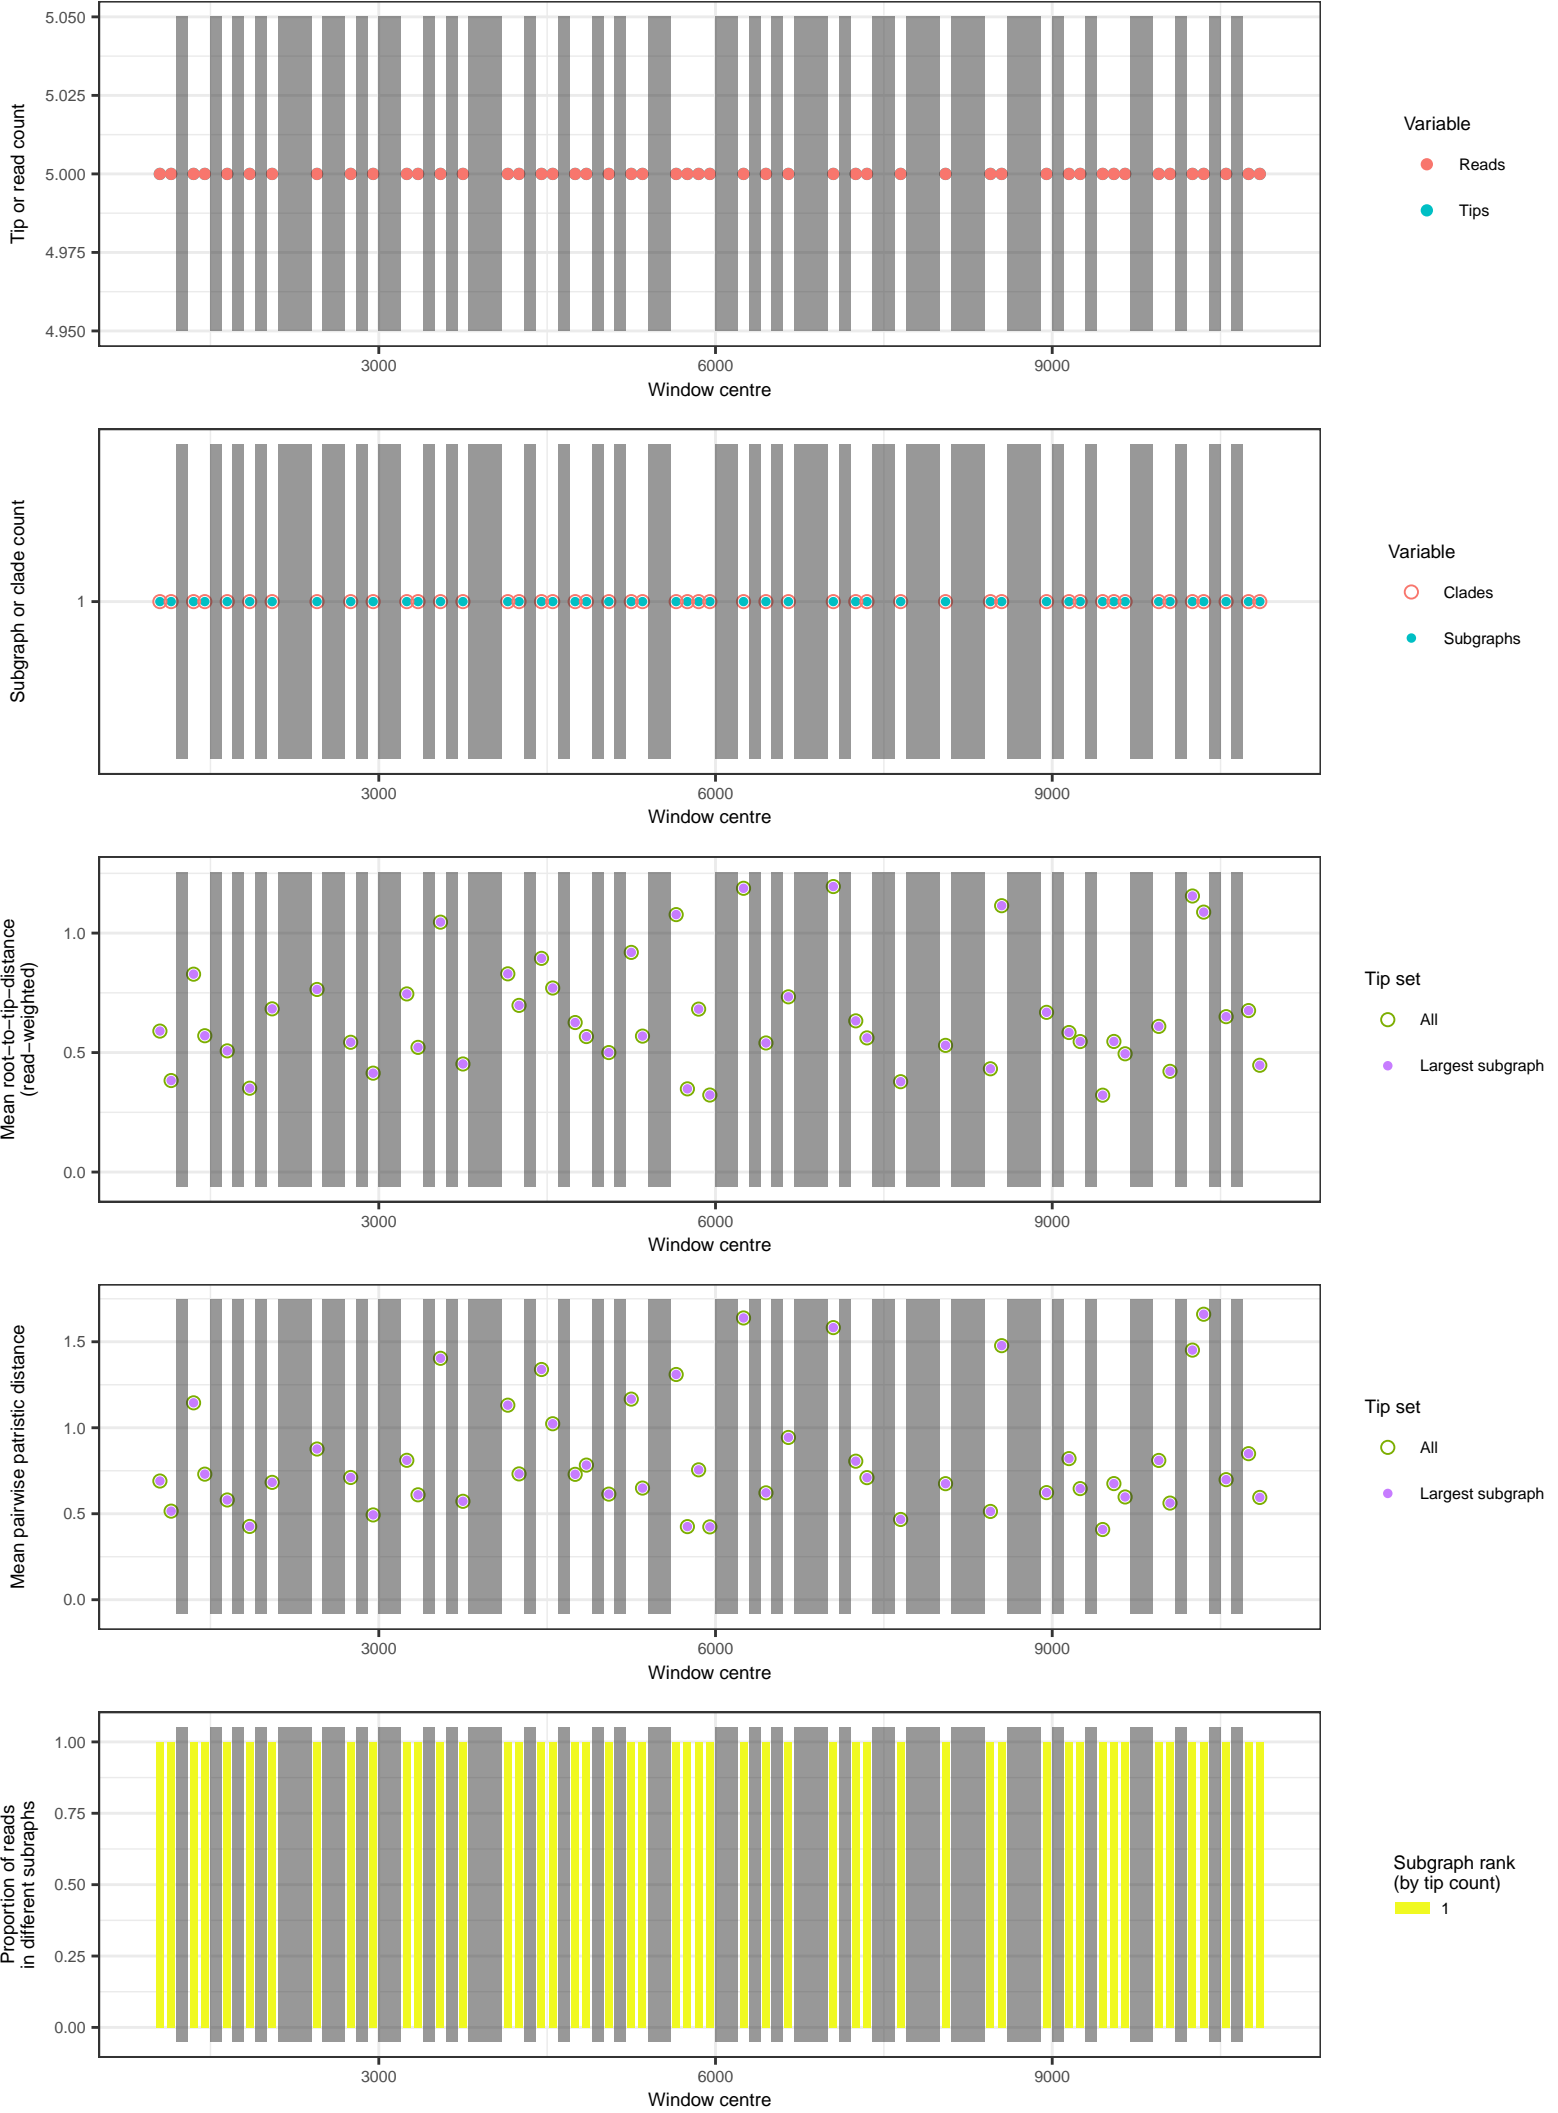 5.050
5.025
5.000
4.975
4.950
Tip or read count
3000
6000
9000
Window centre
Variable
Reads
Tips
1
Subgraph or clade count
3000
6000
9000
Window centre
Variable
Clades
Subgraphs
1.0
0.5
0.0
Mean root−to−tip−distance
(read−weighted)
3000
6000
9000
Window centre
Tip set
All
Largest subgraph
1.5
1.0
0.5
0.0
Mean pairwise patristic distance
3000
6000
9000
Window centre
Tip set
All
Largest subgraph
1.00
0.75
0.50
0.25
0.00
Proportion of reads
in different subraphs
3000
6000
9000
Window centre
Subgraph rank
(by tip count)
1